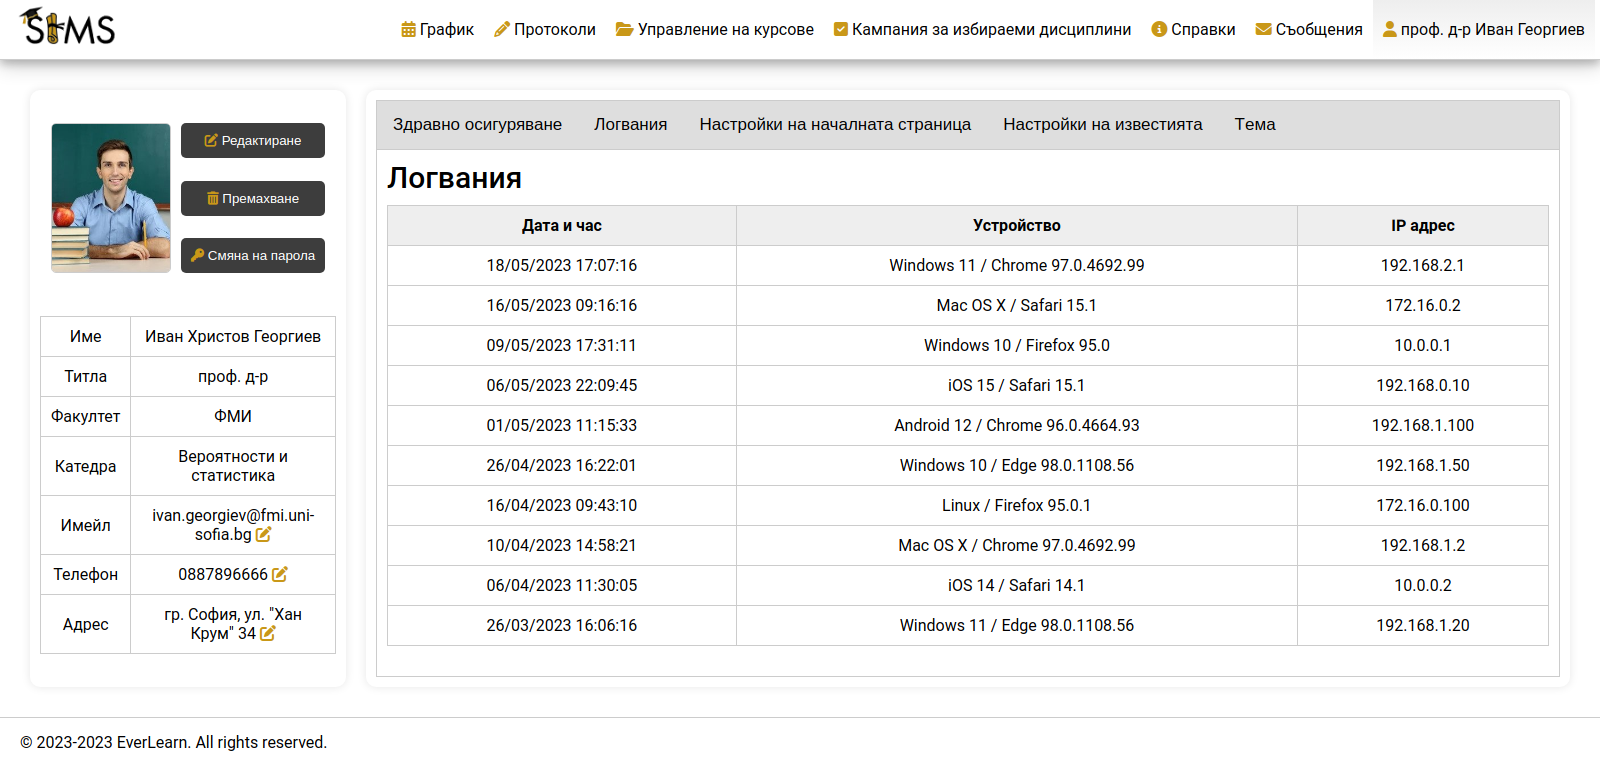 SIMS
График Протоколи Управление на курсове Кампания за избираеми дисциплини Справки Съобщения проф. д-р Иван Георгиев
Редактиране
Премахване
Смяна на парола
Име Иван Христов Георгиев
Титла проф. д-р
Факултет ФМИ
Катедра Вероятности и
статистика
Имейл ivan.georgiev@fmi.uni-
sofia.bg
Телефон 0887896666
Адрес гр. София, ул. "Хан
Крум" 34
Здравно осигуряване Логвания Настройки на началната страница Настройки на известията Тема
Логвания
Дата и час Устройство IP адрес
18/05/2023 17:07:16 Windows 11 / Chrome 97.0.4692.99 192.168.2.1
16/05/2023 09:16:16 Mac OS X / Safari 15.1 172.16.0.2
09/05/2023 17:31:11 Windows 10 / Firefox 95.0 10.0.0.1
06/05/2023 22:09:45 iOS 15 / Safari 15.1 192.168.0.10
01/05/2023 11:15:33 Android 12 / Chrome 96.0.4664.93 192.168.1.100
26/04/2023 16:22:01 Windows 10 / Edge 98.0.1108.56 192.168.1.50
16/04/2023 09:43:10 Linux / Firefox 95.0.1 172.16.0.100
10/04/2023 14:58:21 Mac OS X / Chrome 97.0.4692.99 192.168.1.2
06/04/2023 11:30:05 iOS 14 / Safari 14.1 10.0.0.2
26/03/2023 16:06:16 Windows 11 / Edge 98.0.1108.56 192.168.1.20
© 2023-2023 EverLearn. All rights reserved.